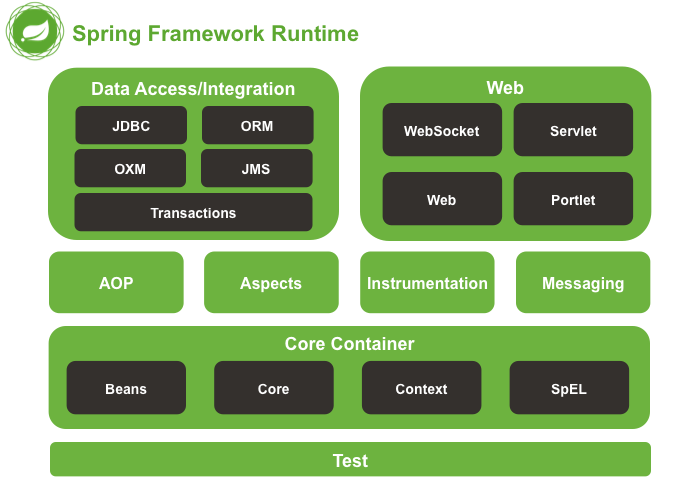 Spring Framework Runtime
Data Access/Integration
JDBC
ORM
OXM
JMS
Transactions
Web
WebSocket
Servlet
Web
Portlet
AOP
Aspects
Instrumentation
Messaging
Core Container
Beans
Core
Context
SpEL
Test